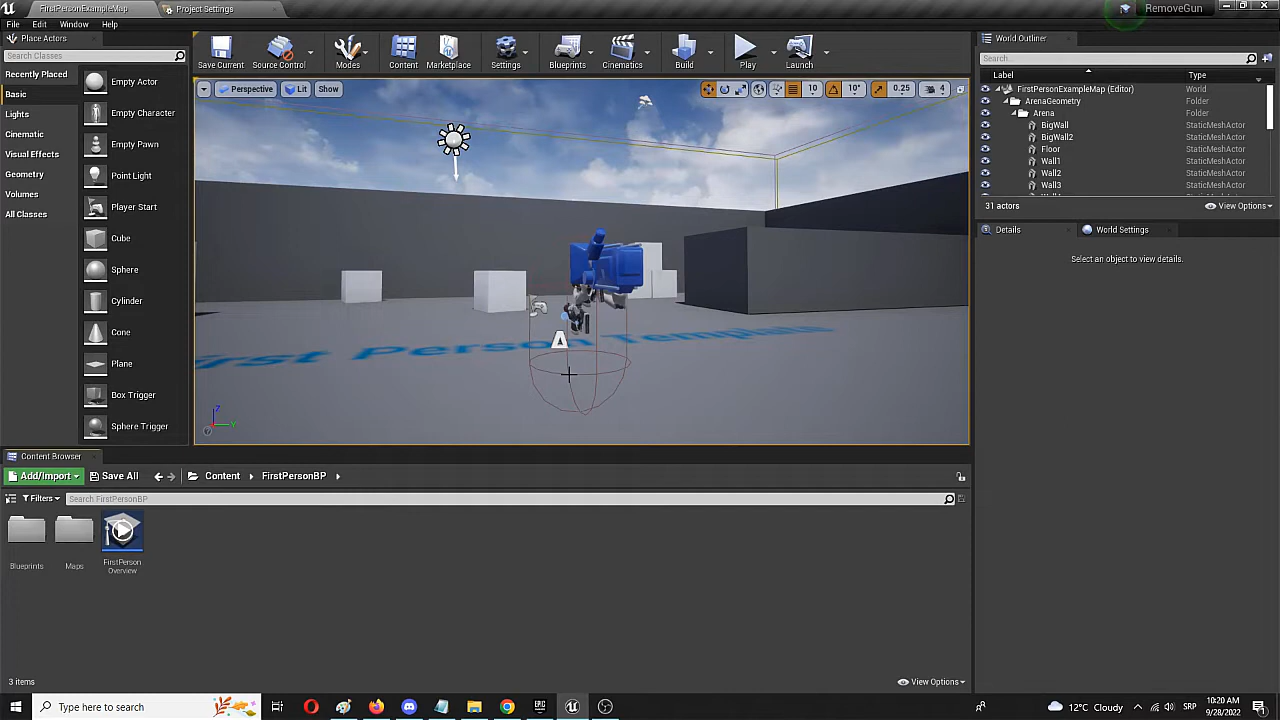 FirstPersonExampleMap
Project Settings
RemoveGun
File Edit Window Help
Place Actors
Search Classes
Recently Placed
Basic
Lights
Cinematic
Visual Effects
Geometry
Volumes
All Classes
Empty Actor
Empty Character
Empty Pawn
Point Light
Player Start
Cube
Sphere
Cylinder
Cone
Plane
Box Trigger
Sphere Trigger
Save Current Source Control Modes Content Marketplace Settings Blueprints Cinematics Build Play Launch
Perspective Lit Show
10 10° 0.25 4
First Person Template
World Outliner
Search...
Label Type
FirstPersonExampleMap (Editor) World
ArenaGeometry Folder
Arena Folder
BigWall StaticMeshActor
BigWall2 StaticMeshActor
Floor StaticMeshActor
Wall1 StaticMeshActor
Wall2 StaticMeshActor
Wall3 StaticMeshActor
31 actors View Options
Details World Settings
Select an object to view details.
Content Browser
Add/Import Save All Content FirstPersonBP
Filters Search FirstPersonBP
Blueprints
Maps
FirstPerson
Overview
3 items View Options
Type here to search
12°C Cloudy SRP 10:20 AM
9/28/2022